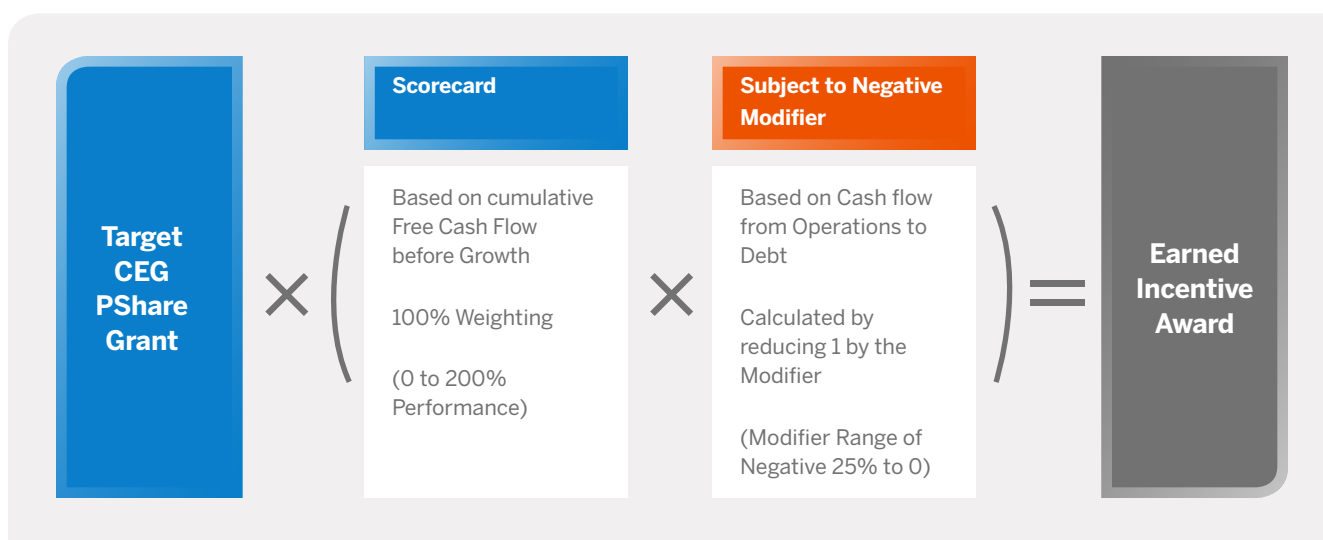 Target
CEG
PShare
Grant
×
(
Scorecard
Based on cumulative
Free Cash Flow
before Growth
100% Weighting
(0 to 200%
Performance)
×
Subject to Negative
Modifier
Based on Cash flow
from Operations to
Debt
Calculated by
reducing 1 by the
Modifier
(Modifier Range of
Negative 25% to 0)
)
=
Earned
Incentive
Award